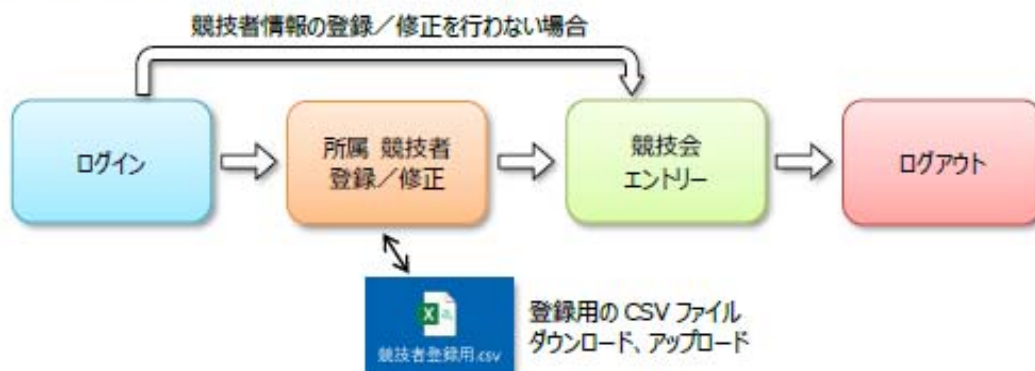 競技者情報の登録／修正を行わない場合
ログイン
所属 競技者
登録／修正
競技会
エントリー
ログアウト
競技者登録用.csv
登録用の CSV ファイル
ダウンロード、アップロード